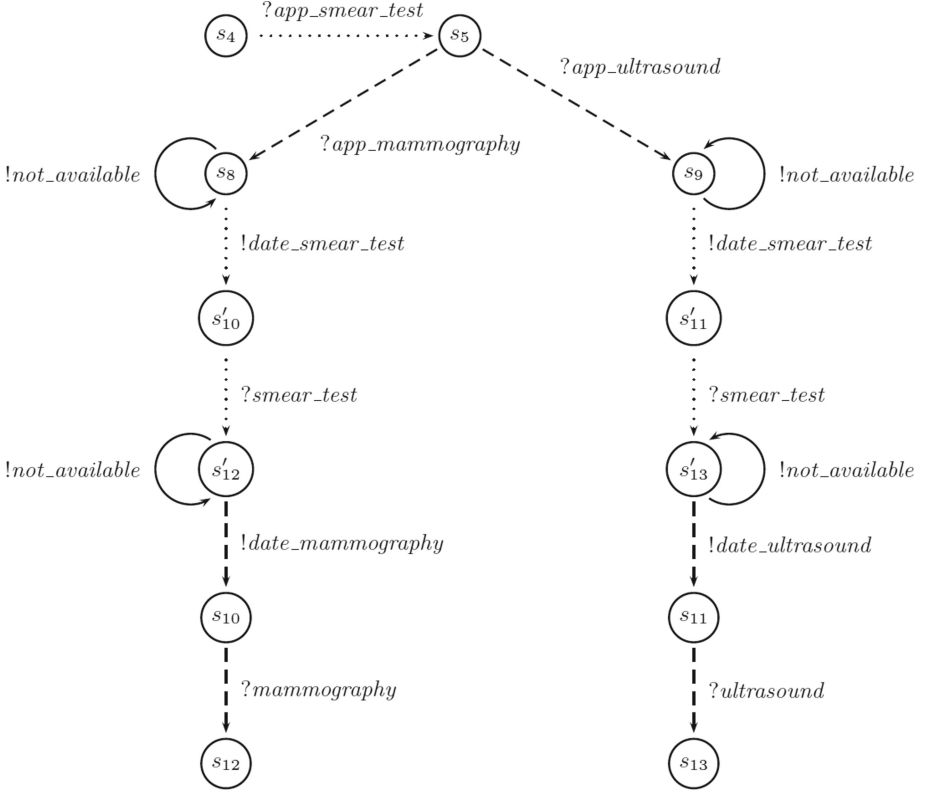 ?app_smear_test
s4 s5
?app_ultrasound
?app_mammography
!not_available s8 s9 !not_available
!date_smear_test !date_smear_test
s′10 s′11
?smear_test ?smear_test
!not_available s′12 s′13 !not_available
!date_mammography !date_ultrasound
s10 s11
?mammography ?ultrasound
s12 s13